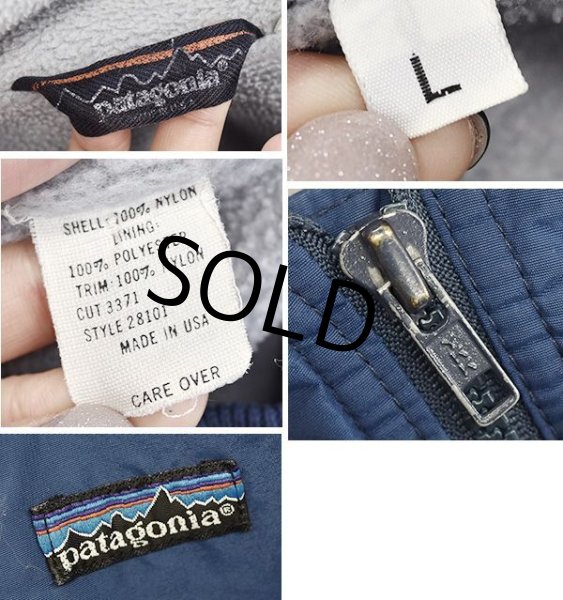 patagonia®
L
SHELL: 100% NYLON
LINING:
100% POLYESTER
TRIM: 100% NYLON
CUT 3371
STYLE 28101
MADE IN USA
CARE OVER
SOLD
patagonia®